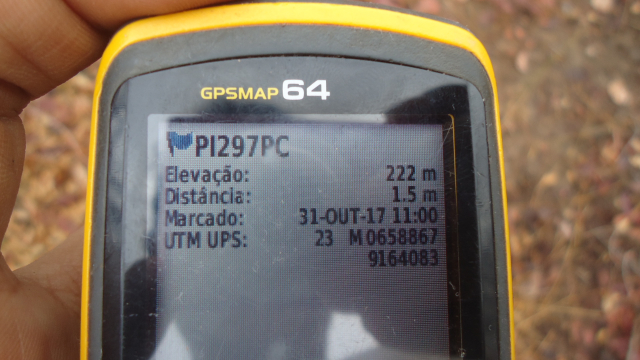 GPSMAP 64
PI297PC
Elevação: 222 m
Distância: 1.5 m
Marcado: 31-OUT-17 11:00
UTM UPS: 23 M 0658867
9164083